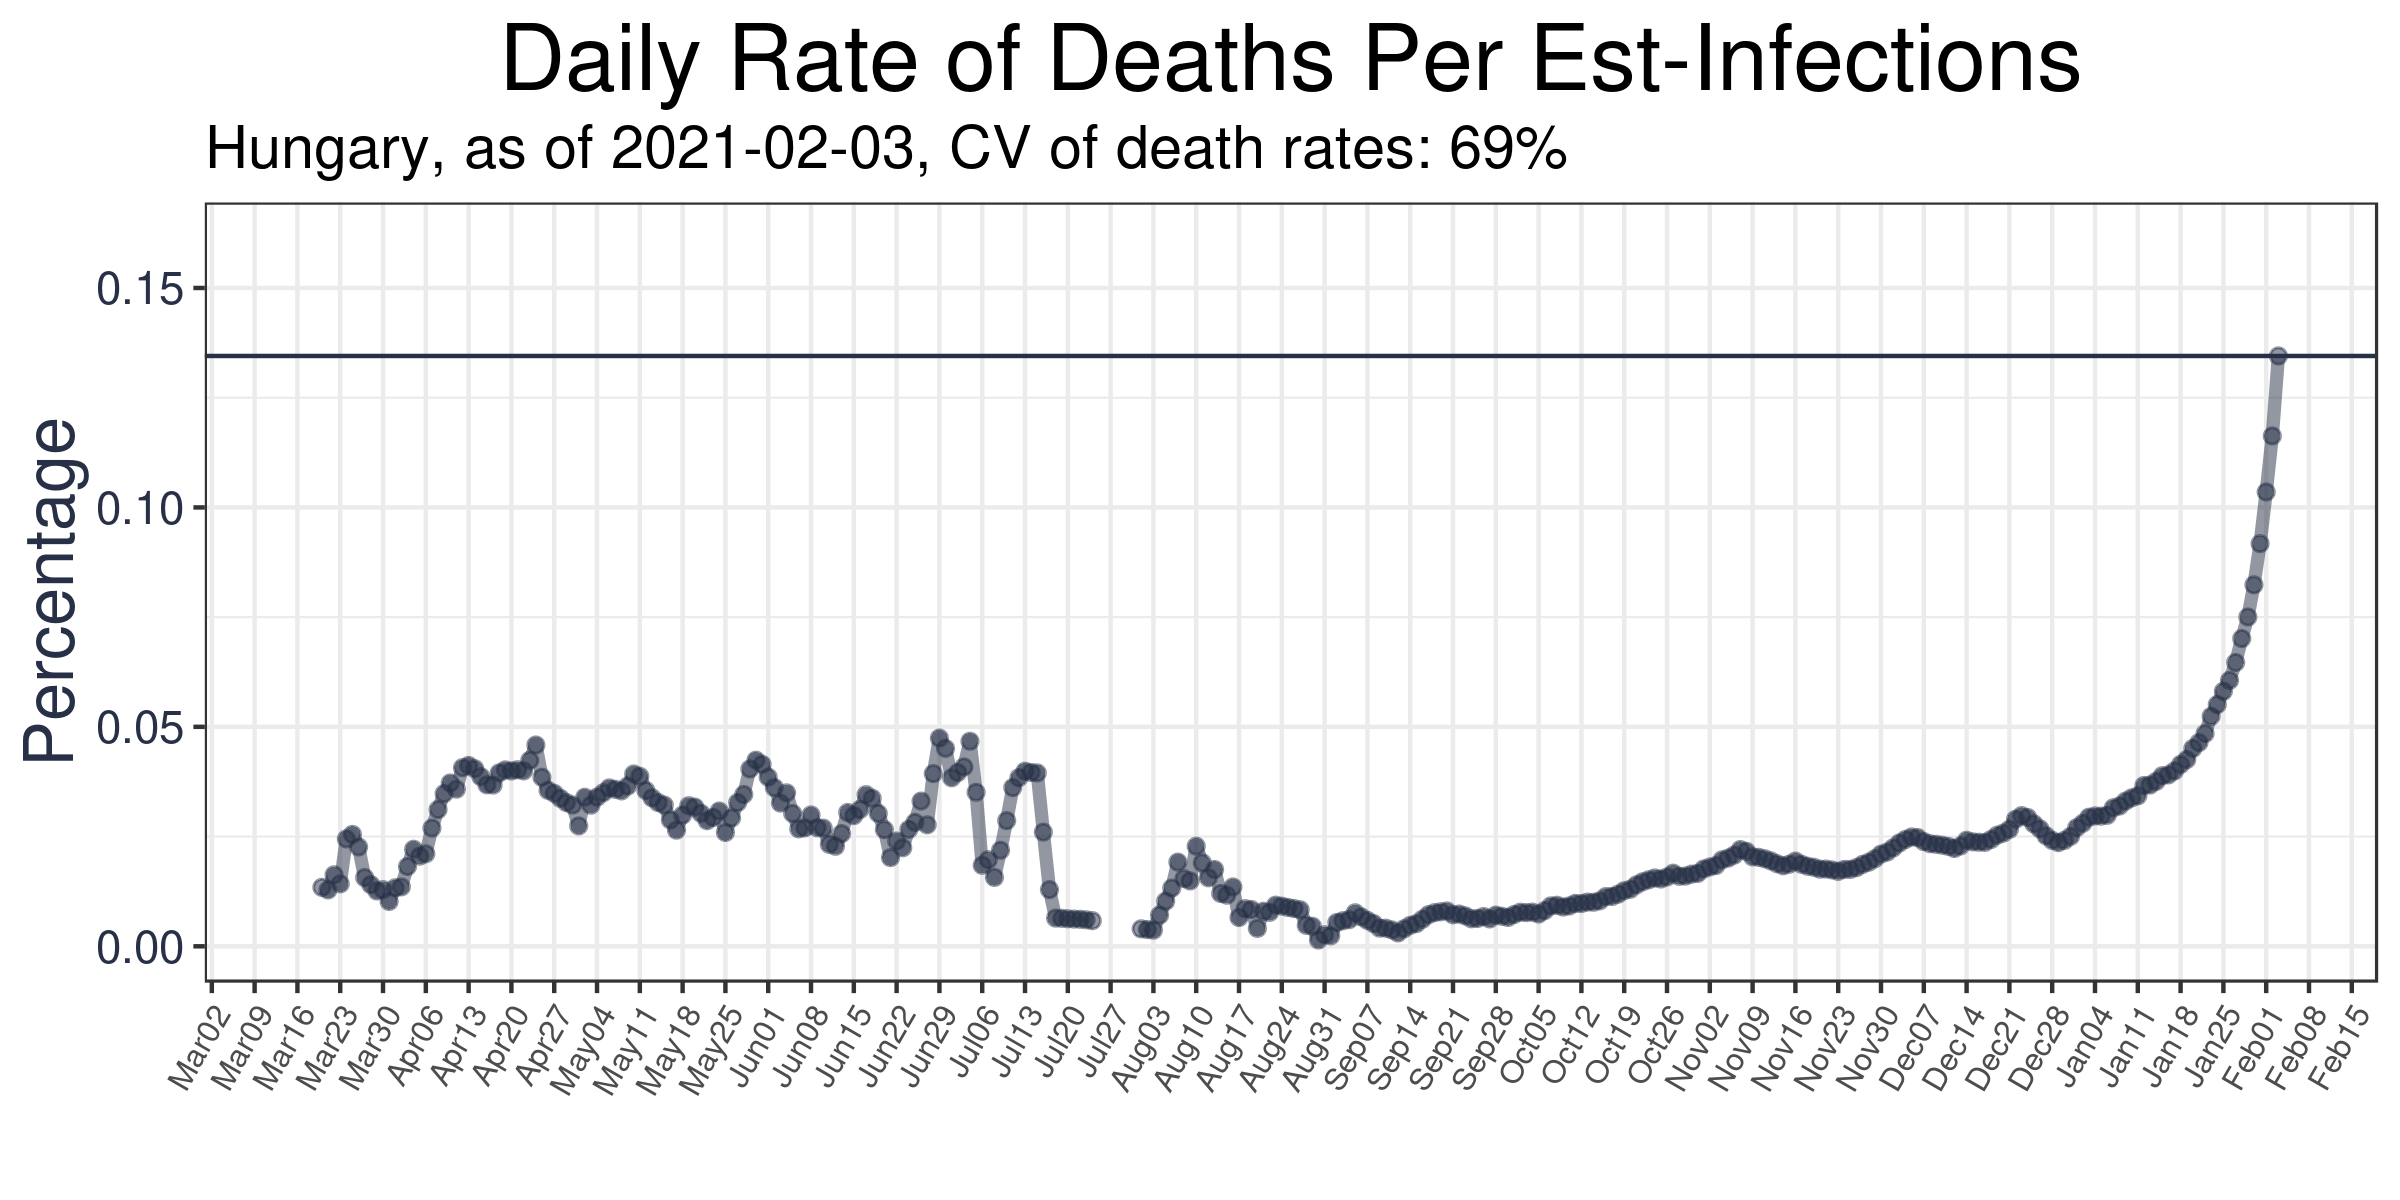 Daily Rate of Deaths Per Est-Infections
Hungary, as of 2021-02-03, CV of death rates: 69%
Percentage
0.15
0.10
0.05
0.00
Mar02
Mar09
Mar16
Mar23
Mar30
Apr06
Apr13
Apr20
Apr27
May04
May11
May18
May25
Jun01
Jun08
Jun15
Jun22
Jun29
Jul06
Jul13
Jul20
Jul27
Aug03
Aug10
Aug17
Aug24
Aug31
Sep07
Sep14
Sep21
Sep28
Oct05
Oct12
Oct19
Oct26
Nov02
Nov09
Nov16
Nov23
Nov30
Dec07
Dec14
Dec21
Dec28
Jan04
Jan11
Jan18
Jan25
Feb01
Feb08
Feb15